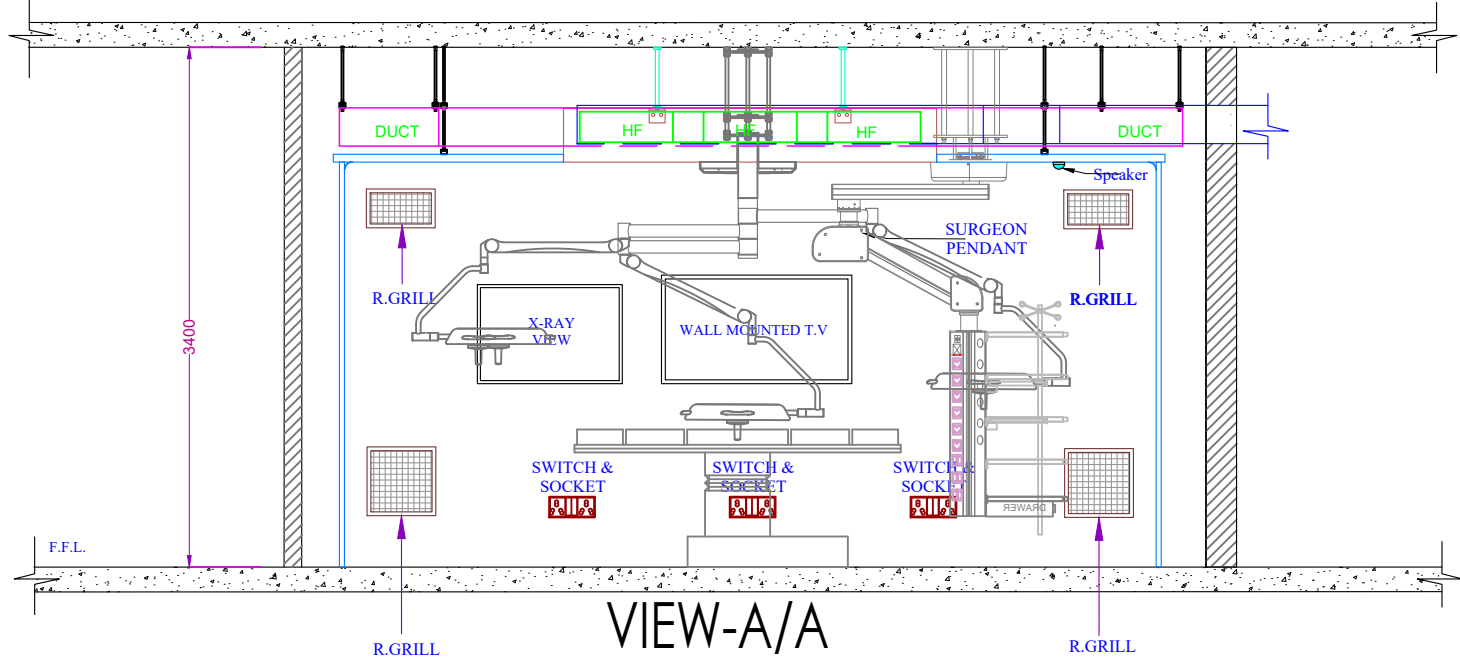 DUCT
HF
HF
HF
DUCT
Speaker
SURGEON
PENDANT
R.GRILL
R.GRILL
3400
X-RAY
VIEW
WALL MOUNTED T.V
SWITCH &
SOCKET
SWITCH &
SOCKET
SWITCH &
SOCKET
DRAWER
F.F.L.
VIEW-A/A
R.GRILL
R.GRILL